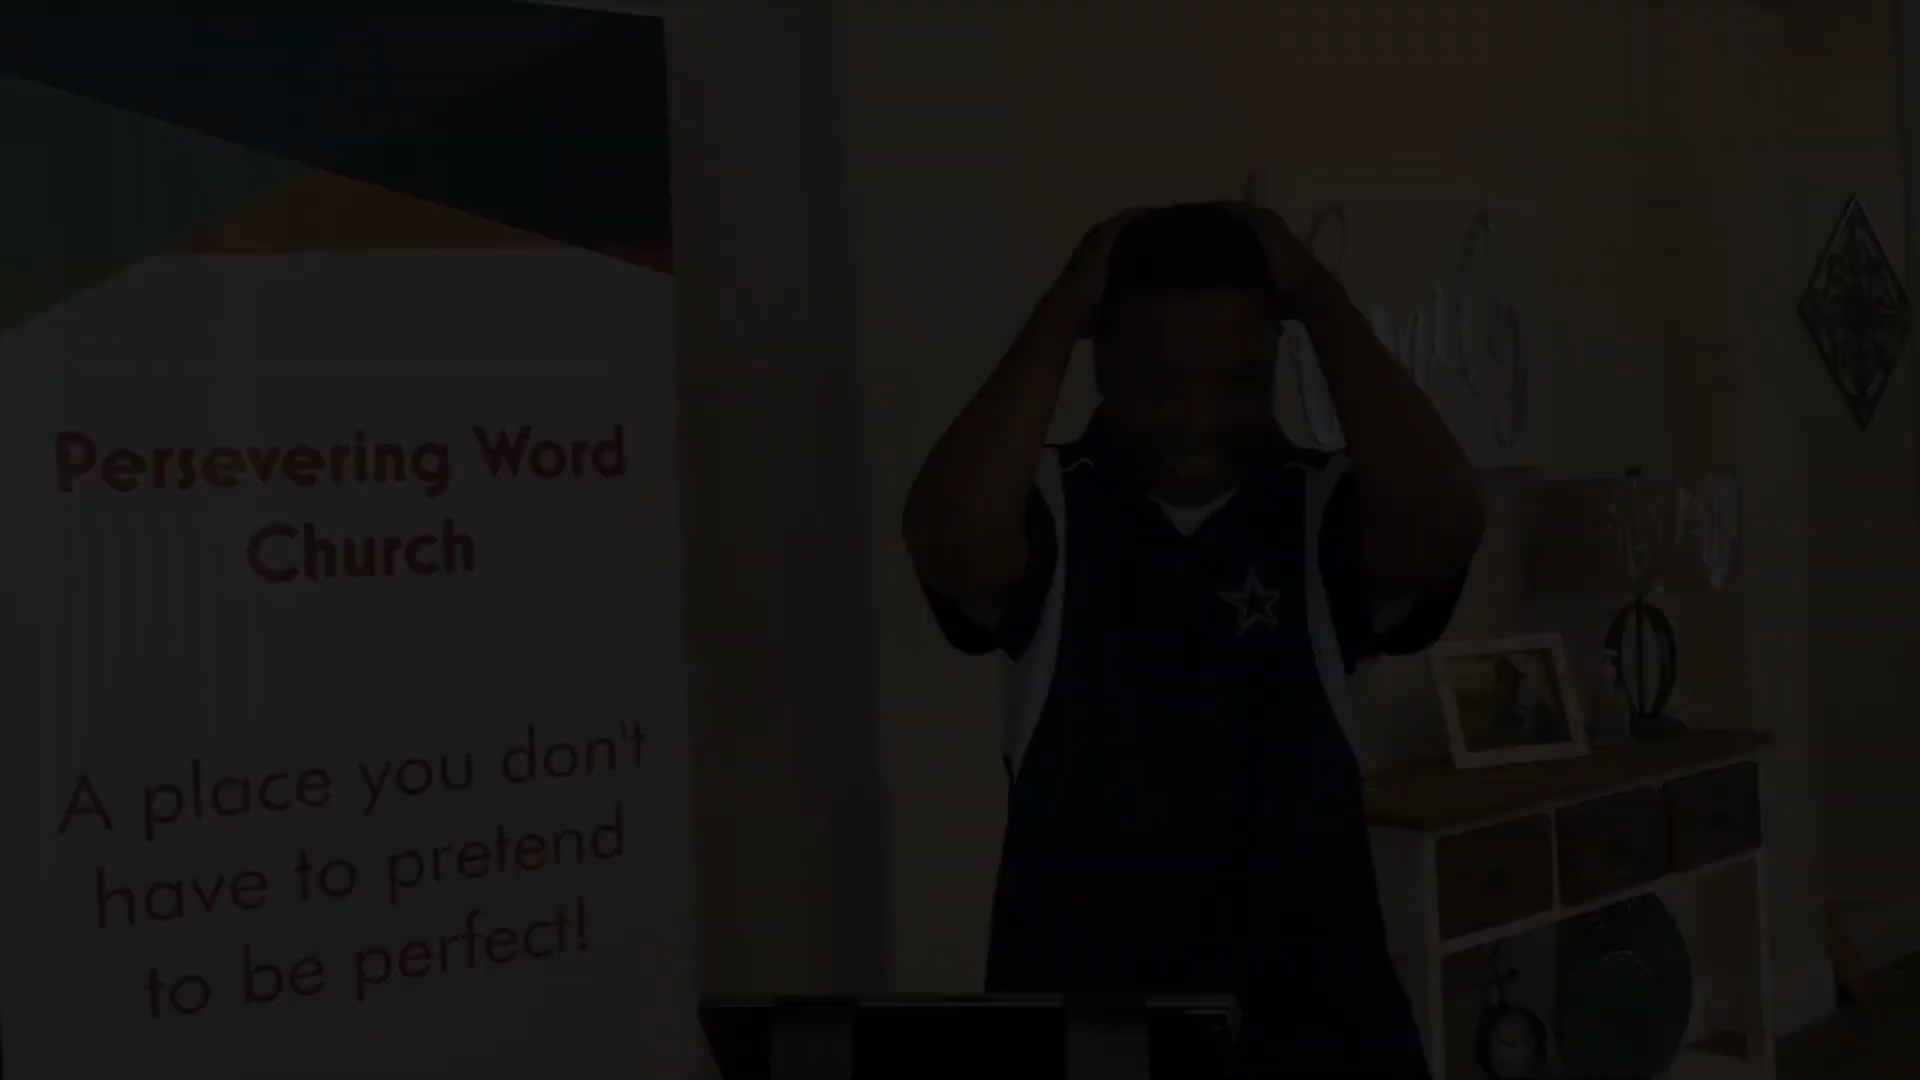 Persevering Word
Church
A place you don't
have to pretend
to be perfect!